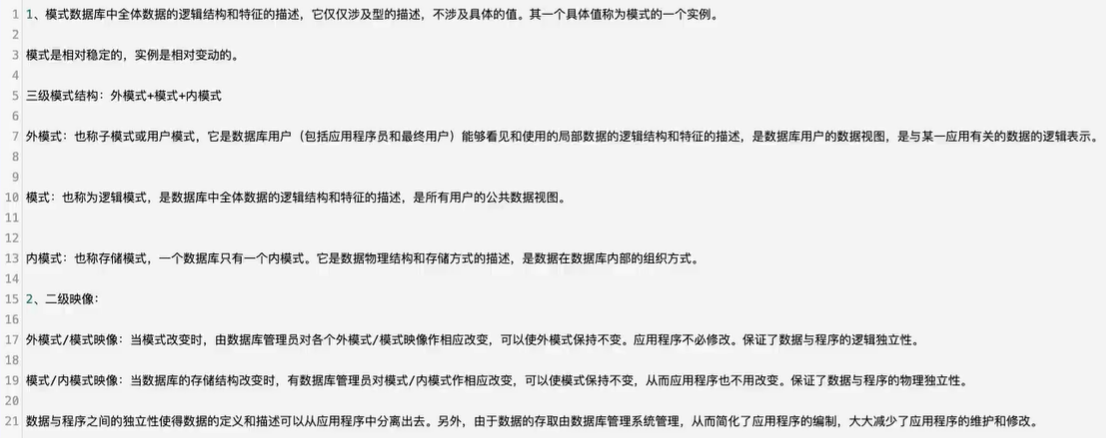 1、模式数据库中全体数据的逻辑结构和特征的描述，它仅仅涉及型的描述，不涉及具体的值。其一个具体值称为模式的一个实例。
2
3 模式是相对稳定的，实例是相对变动的。
4
5 三级模式结构：外模式+模式+内模式
6
7 外模式：也称子模式或用户模式，它是数据库用户（包括应用程序员和最终用户）能够看见和使用的局部数据的逻辑结构和特征的描述，是数据库用户的数据视图，是与某一应用有关的数据的逻辑表示。
8
9
10 模式：也称为逻辑模式，是数据库中全体数据的逻辑结构和特征的描述，是所有用户的公共数据视图。
11
12
13 内模式：也称存储模式，一个数据库只有一个内模式。它是数据物理结构和存储方式的描述，是数据在数据库内部的组织方式。
14
15 2、二级映像：
16
17 外模式/模式映像：当模式改变时，由数据库管理员对各个外模式/模式映像作相应改变，可以使外模式保持不变。应用程序不必修改。保证了数据与程序的逻辑独立性。
18
19 模式/内模式映像：当数据库的存储结构改变时，有数据库管理员对模式/内模式作相应改变，可以使模式保持不变，从而应用程序也不用改变。保证了数据与程序的物理独立性。
20
21 数据与程序之间的独立性使得数据的定义和描述可以从应用程序中分离出去。另外，由于数据的存取由数据库管理系统管理，从而简化了应用程序的编制，大大减少了应用程序的维护和修改。